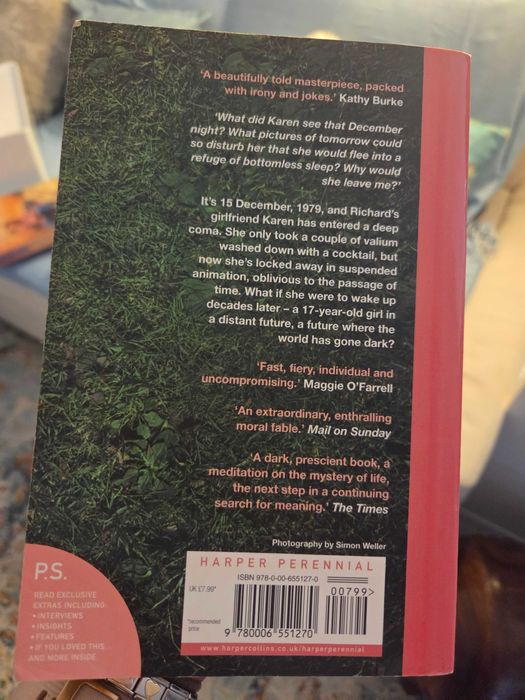 'A beautifully told masterpiece, packed
with irony and jokes.' Kathy Burke
'What did Karen see that December
night? What pictures of tomorrow could
so disturb her that she would flee into a
refuge of bottomless sleep? Why would
she leave me?'
It's 15 December, 1979, and Richard's
girlfriend Karen has entered a deep
coma. She only took a couple of valium
washed down with a cocktail, but
now she's locked away in suspended
animation, oblivious to the passage of
time. What if she were to wake up
decades later – a 17-year-old girl in
a distant future, a future where the
world has gone dark?
'Fast, fiery, individual and
uncompromising.' Maggie O'Farrell
'An extraordinary, enthralling
moral fable.' Mail on Sunday
'A dark, prescient book, a
meditation on the mystery of life,
the next step in a continuing
search for meaning.' The Times
Photography by Simon Weller
P.S.
READ EXCLUSIVE
EXTRAS INCLUDING:
• INTERVIEWS
• INSIGHTS
• FEATURES
• IF YOU LOVED THIS...
AND MORE INSIDE
HARPER PERENNIAL
ISBN 978-0-00-655127-0
UK £7.99*
00799>
*recommended
price
9 780006 551270
www.harpercollins.co.uk/harperperennial